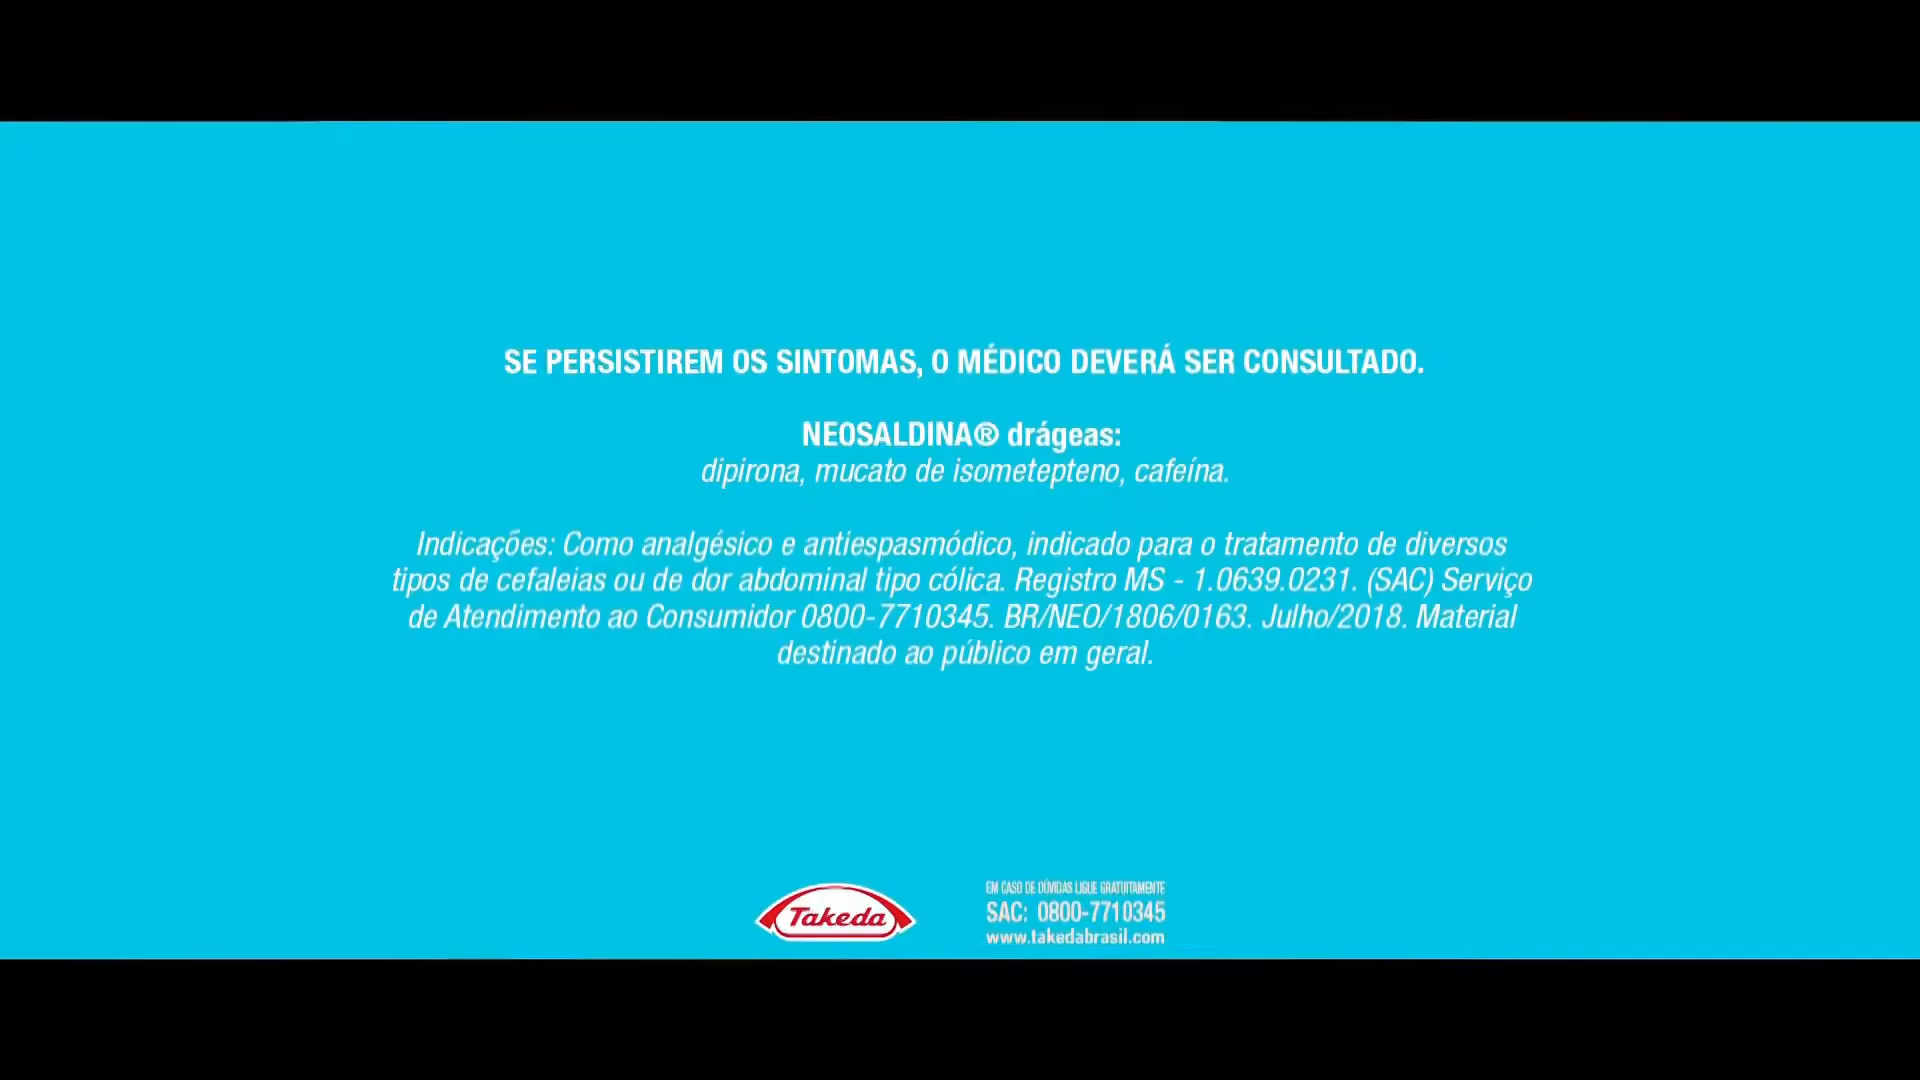 SE PERSISTIREM OS SINTOMAS, O MÉDICO DEVERÁ SER CONSULTADO.
NEOSALDINA® drágeas:
dipirona, mucato de isometepteno, cafeína.
Indicações: Como analgésico e antiespasmódico, indicado para o tratamento de diversos
tipos de cefaleias ou de dor abdominal tipo cólica. Registro MS - 1.0639.0231. (SAC) Serviço
de Atendimento ao Consumidor 0800-7710345. BR/NEO/1806/0163. Julho/2018. Material
destinado ao público em geral.
Takeda
EM CASO DE DÚVIDAS LIGUE GRATUITAMENTE
SAC: 0800-7710345
www.takedabrasil.com